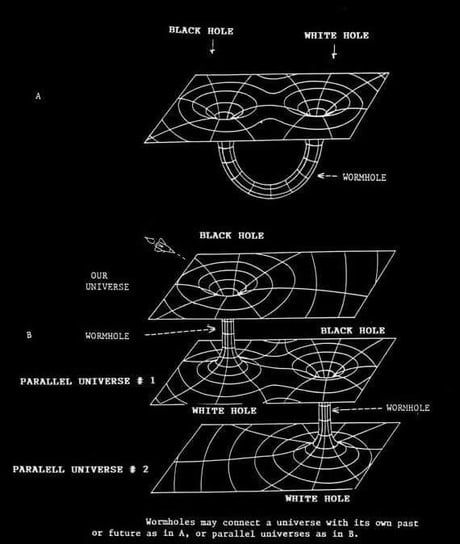 BLACK HOLE
WHITE HOLE
A
WORMHOLE
BLACK HOLE
OUR
UNIVERSE
B
WORMHOLE
BLACK HOLE
PARALLEL UNIVERSE # 1
WHITE HOLE
WORMHOLE
PARALELL UNIVERSE # 2
WHITE HOLE
Wormholes may connect a universe with its own past
or future as in A, or parallel universes as in B.